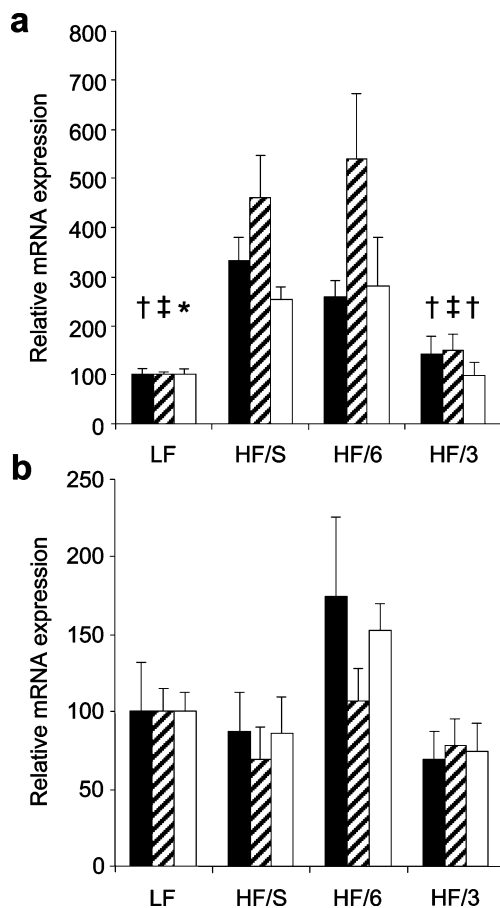 a
Relative mRNA expression
800
700
600
500
400
300
200
100
0
† ‡ *
† ‡ †
LF HF/S HF/6 HF/3
b
Relative mRNA expression
250
200
150
100
50
0
LF HF/S HF/6 HF/3